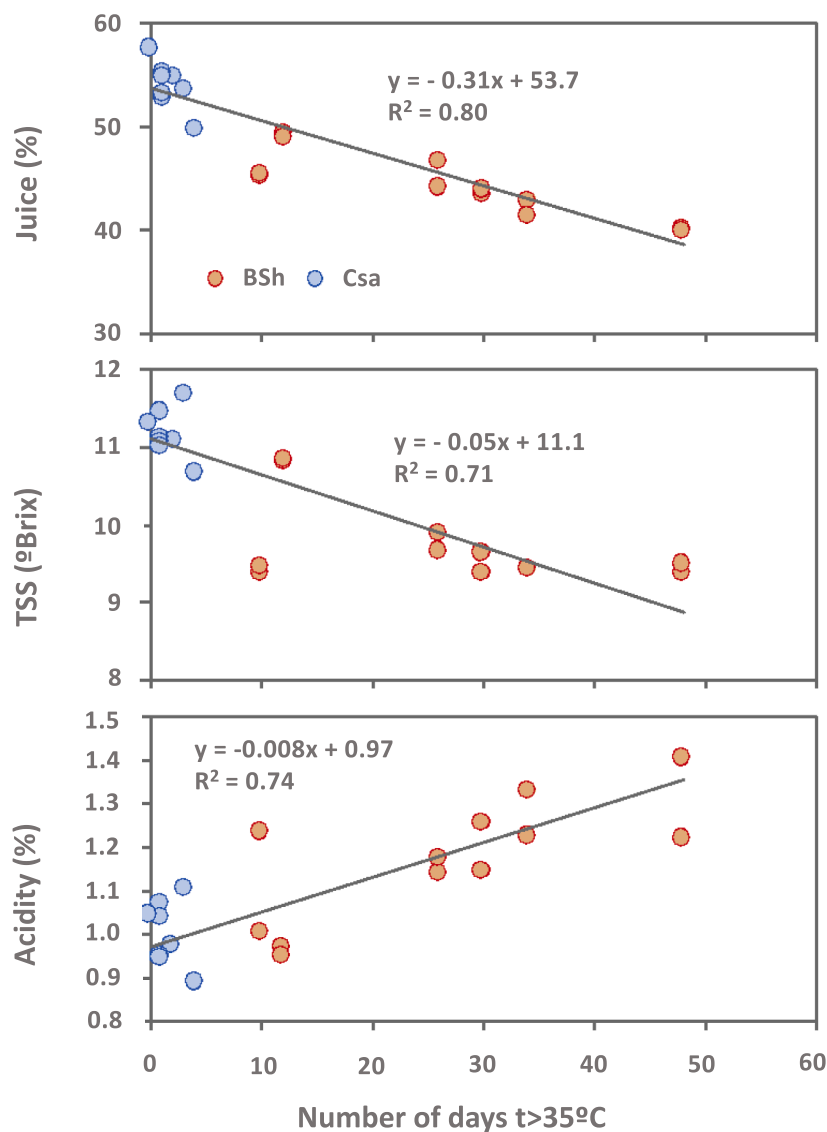 60
50
40
30
Juice (%)
y = - 0.31x + 53.7
R² = 0.80
BSh Csa
12
11
10
9
8
TSS (ºBrix)
y = - 0.05x + 11.1
R² = 0.71
1.5
1.4
1.3
1.2
1.1
1.0
0.9
0.8
Acidity (%)
y = -0.008x + 0.97
R² = 0.74
0 10 20 30 40 50 60
Number of days t>35ºC